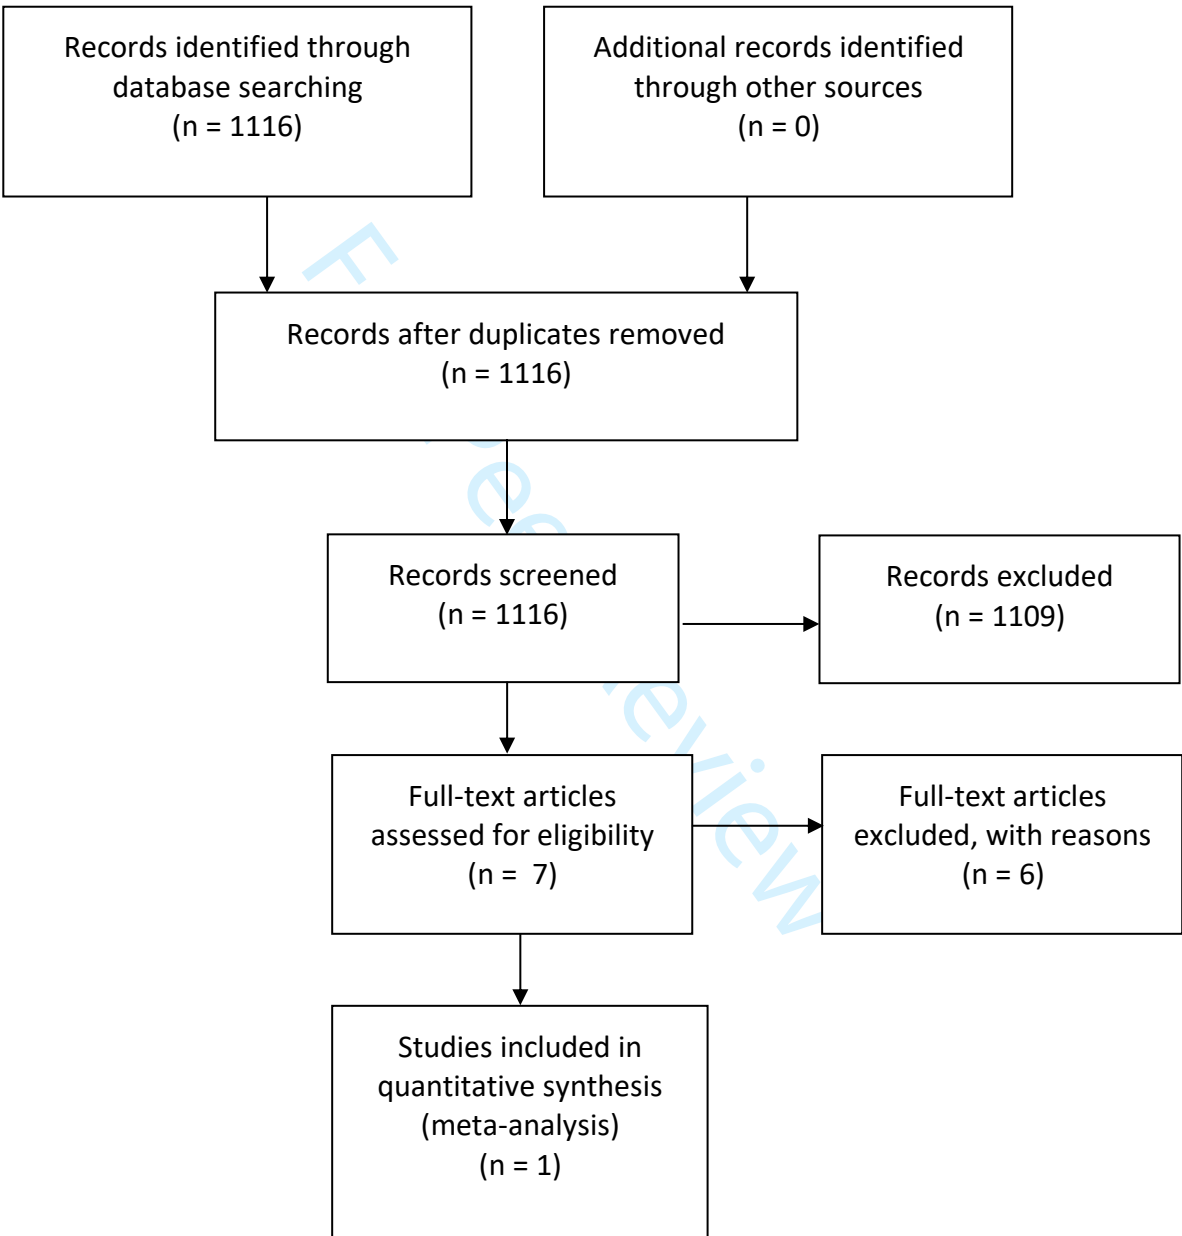 Records identified through
database searching
(n = 1116)
Additional records identified
through other sources
(n = 0)
Records after duplicates removed
(n = 1116)
Records screened
(n = 1116)
Records excluded
(n = 1109)
Full-text articles
assessed for eligibility
(n = 7)
Full-text articles
excluded, with reasons
(n = 6)
Studies included in
quantitative synthesis
(meta-analysis)
(n = 1)